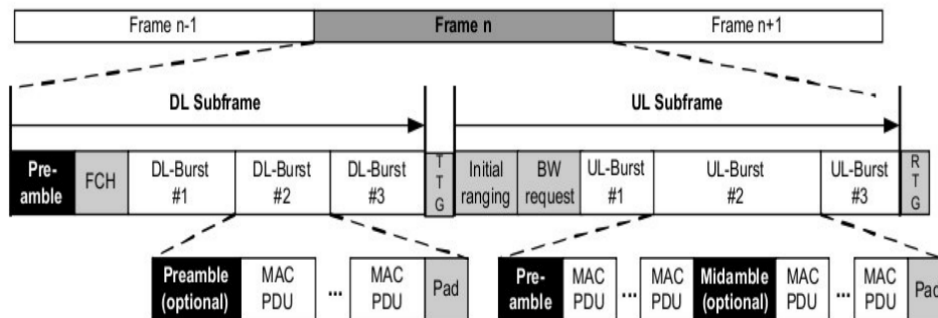 Frame n-1 Frame n Frame n+1
DL Subframe UL Subframe
Pre-
amble
FCH
DL-Burst
#1
DL-Burst
#2
DL-Burst
#3
T
T
G
Initial
ranging
BW
request
UL-Burst
#1
UL-Burst
#2
UL-Burst
#3
R
T
G
Preamble
(optional)
MAC
PDU
...
MAC
PDU
Pad
Pre-
amble
MAC
PDU
...
MAC
PDU
Midamble
(optional)
MAC
PDU
...
MAC
PDU
Pad